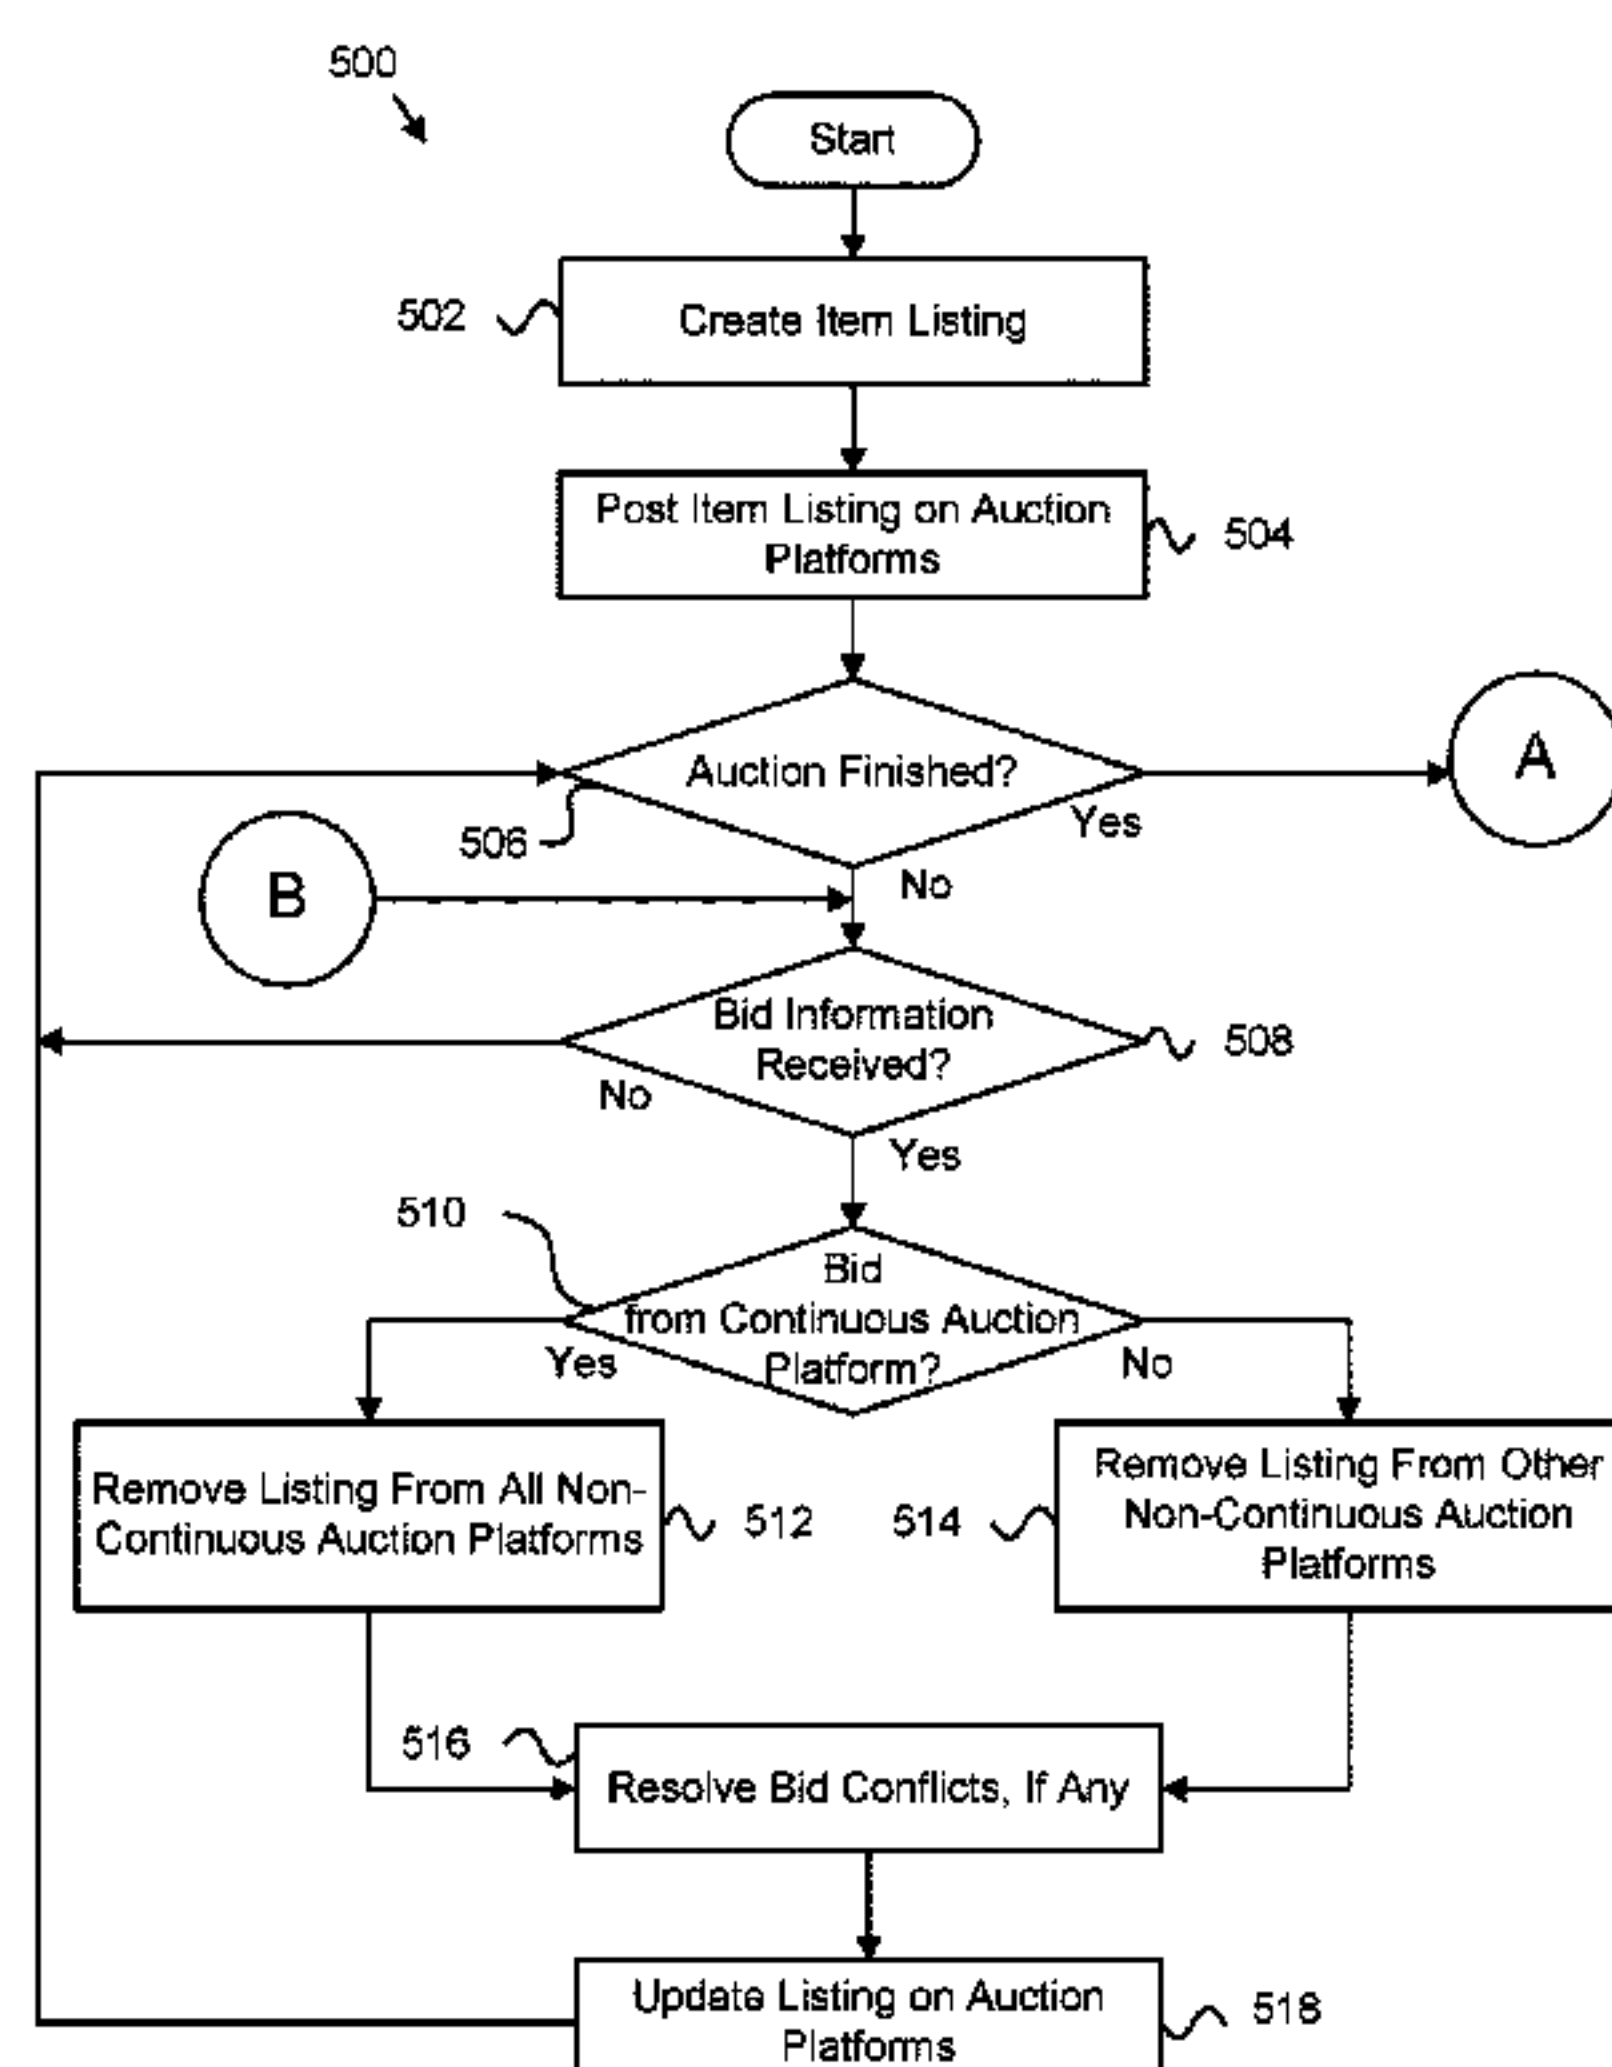 500
Start
502
Create Item Listing
Post Item Listing on Auction
Platforms
504
Auction Finished?
A
506
Yes
No
B
Bid Information
Received?
508
No
Yes
510
Bid
from Continuous Auction
Platform?
Yes
No
Remove Listing From All Non-
Continuous Auction Platforms
512
514
Remove Listing From Other
Non-Continuous Auction
Platforms
516
Resolve Bid Conflicts, If Any
Update Listing on Auction
Platforms
518